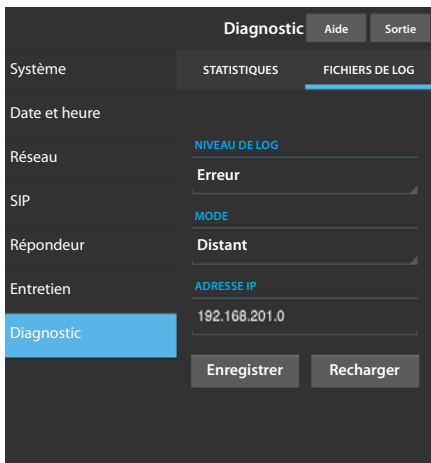 Diagnostic Aide Sortie
Système
Date et heure
Réseau
SIP
Répondeur
Entretien
Diagnostic
STATISTIQUES FICHIERS DE LOG
NIVEAU DE LOG
Erreur
MODE
Distant
ADRESSE IP
192.168.201.0
Enregistrer Recharger